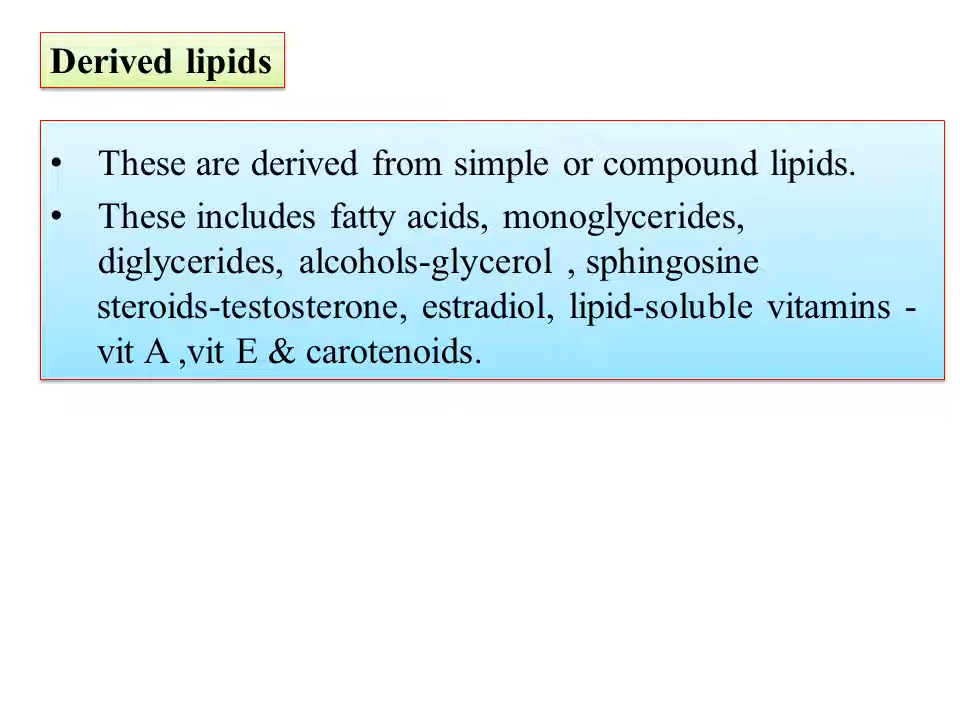 Derived lipids
• These are derived from simple or compound lipids.
• These includes fatty acids, monoglycerides,
diglycerides, alcohols-glycerol , sphingosine
steroids-testosterone, estradiol, lipid-soluble vitamins -
vit A ,vit E & carotenoids.